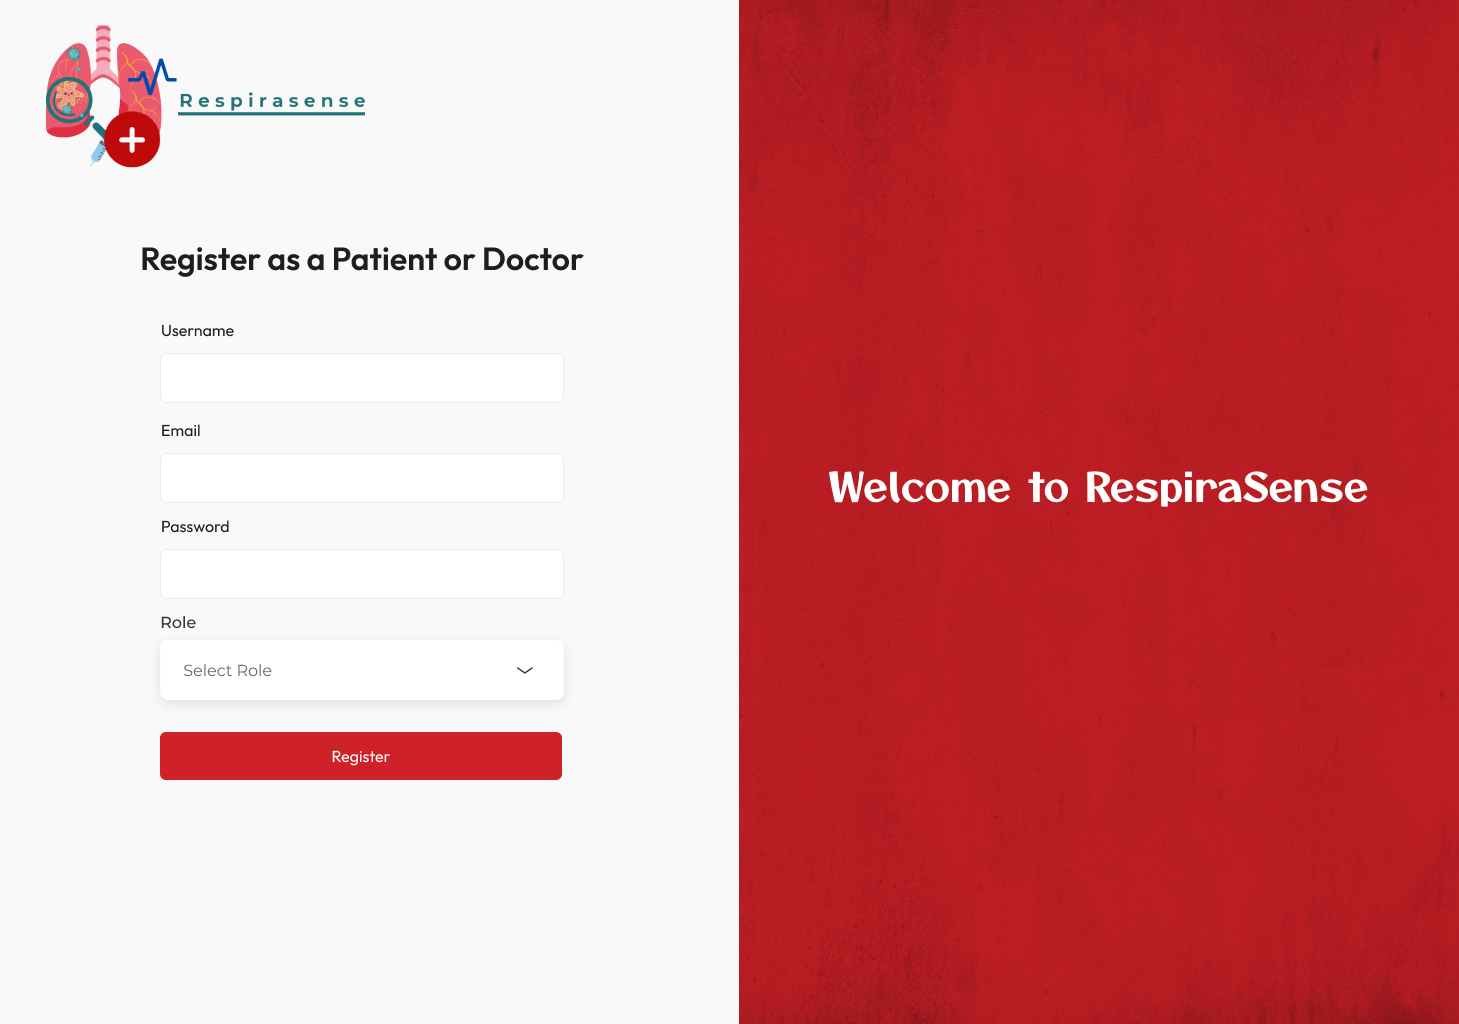 Respirasense
Register as a Patient or Doctor
Username
Email
Password
Role
Select Role
Register
Welcome to RespiraSense